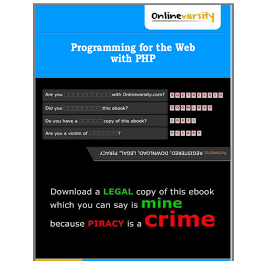 Onlinevarsity
Programming for the Web
with PHP
Are you □□□□□□□□□□ with Onlinevarsity.com?
Did you □□□□□□□□ this ebook?
Do you have a □□□□□ copy of this ebook?
Are you a victim of □□□□□□?
Answers: REGISTERED, DOWNLOAD, LEGAL, PIRACY
Download a LEGAL copy of this ebook
which you can say is mine
because PIRACY is a crime